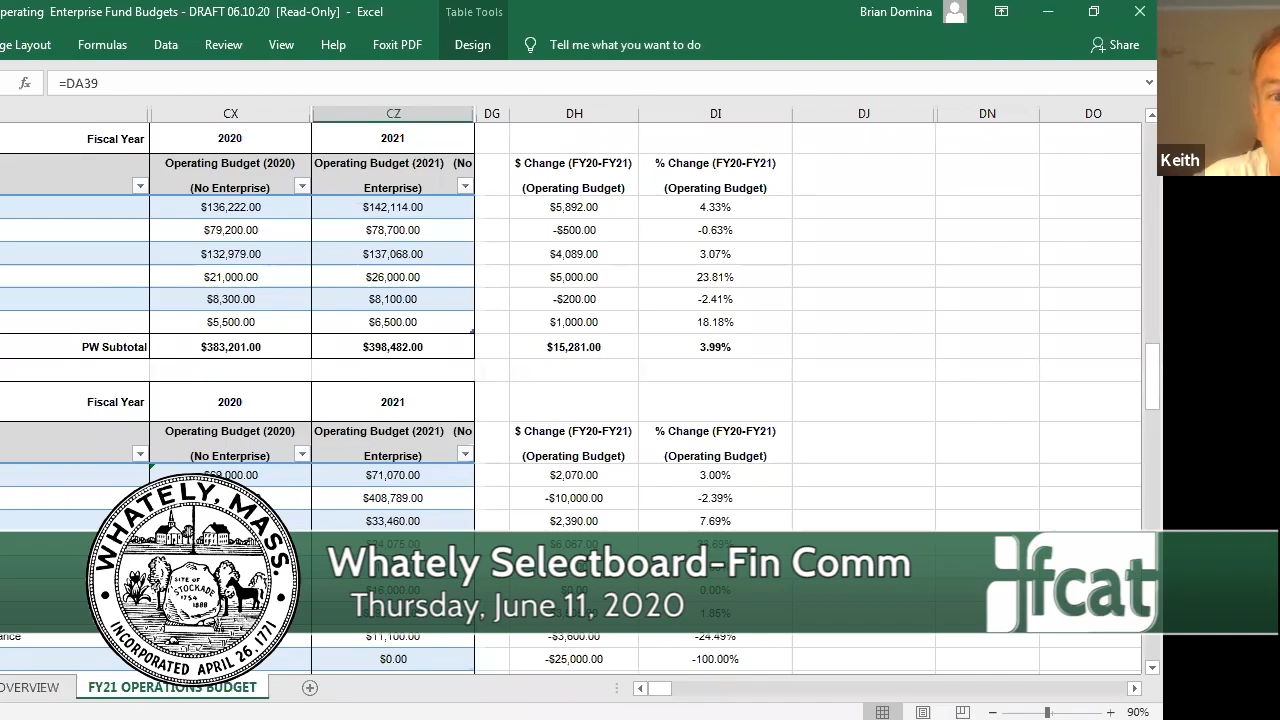 perating Enterprise Fund Budgets - DRAFT 06.10.20 [Read-Only] - Excel Table Tools Brian Domina
ge Layout Formulas Data Review View Help Foxit PDF Design Tell me what you want to do Share
fx =DA39
CX CZ DG DH DI DJ DN DO
Fiscal Year 2020 2021
Operating Budget (2020) Operating Budget (2021) (No $ Change (FY20-FY21) % Change (FY20-FY21)
(No Enterprise) Enterprise) (Operating Budget) (Operating Budget)
$136,222.00 $142,114.00 $5,892.00 4.33%
$79,200.00 $78,700.00 -$500.00 -0.63%
$132,979.00 $137,068.00 $4,089.00 3.07%
$21,000.00 $26,000.00 $5,000.00 23.81%
$8,300.00 $8,100.00 -$200.00 -2.41%
$5,500.00 $6,500.00 $1,000.00 18.18%
PW Subtotal $383,201.00 $398,482.00 $15,281.00 3.99%
Fiscal Year 2020 2021
Operating Budget (2020) Operating Budget (2021) (No $ Change (FY20-FY21) % Change (FY20-FY21)
(No Enterprise) Enterprise) (Operating Budget) (Operating Budget)
$69,000.00 $71,070.00 $2,070.00 3.00%
$408,789.00 -$10,000.00 -2.39%
$33,460.00 $2,390.00 7.69%
ance $11,100.00 -$3,600.00 -24.49%
$0.00 -$25,000.00 -100.00%
OVERVIEW FY21 OPERATIONS BUDGET
90%
Keith
WHATELY, MASS.
SITE OF
STOCKADE
1754
1888
INCORPORATED APRIL 26, 1771
Whately Selectboard-Fin Comm
Thursday, June 11, 2020
fcat